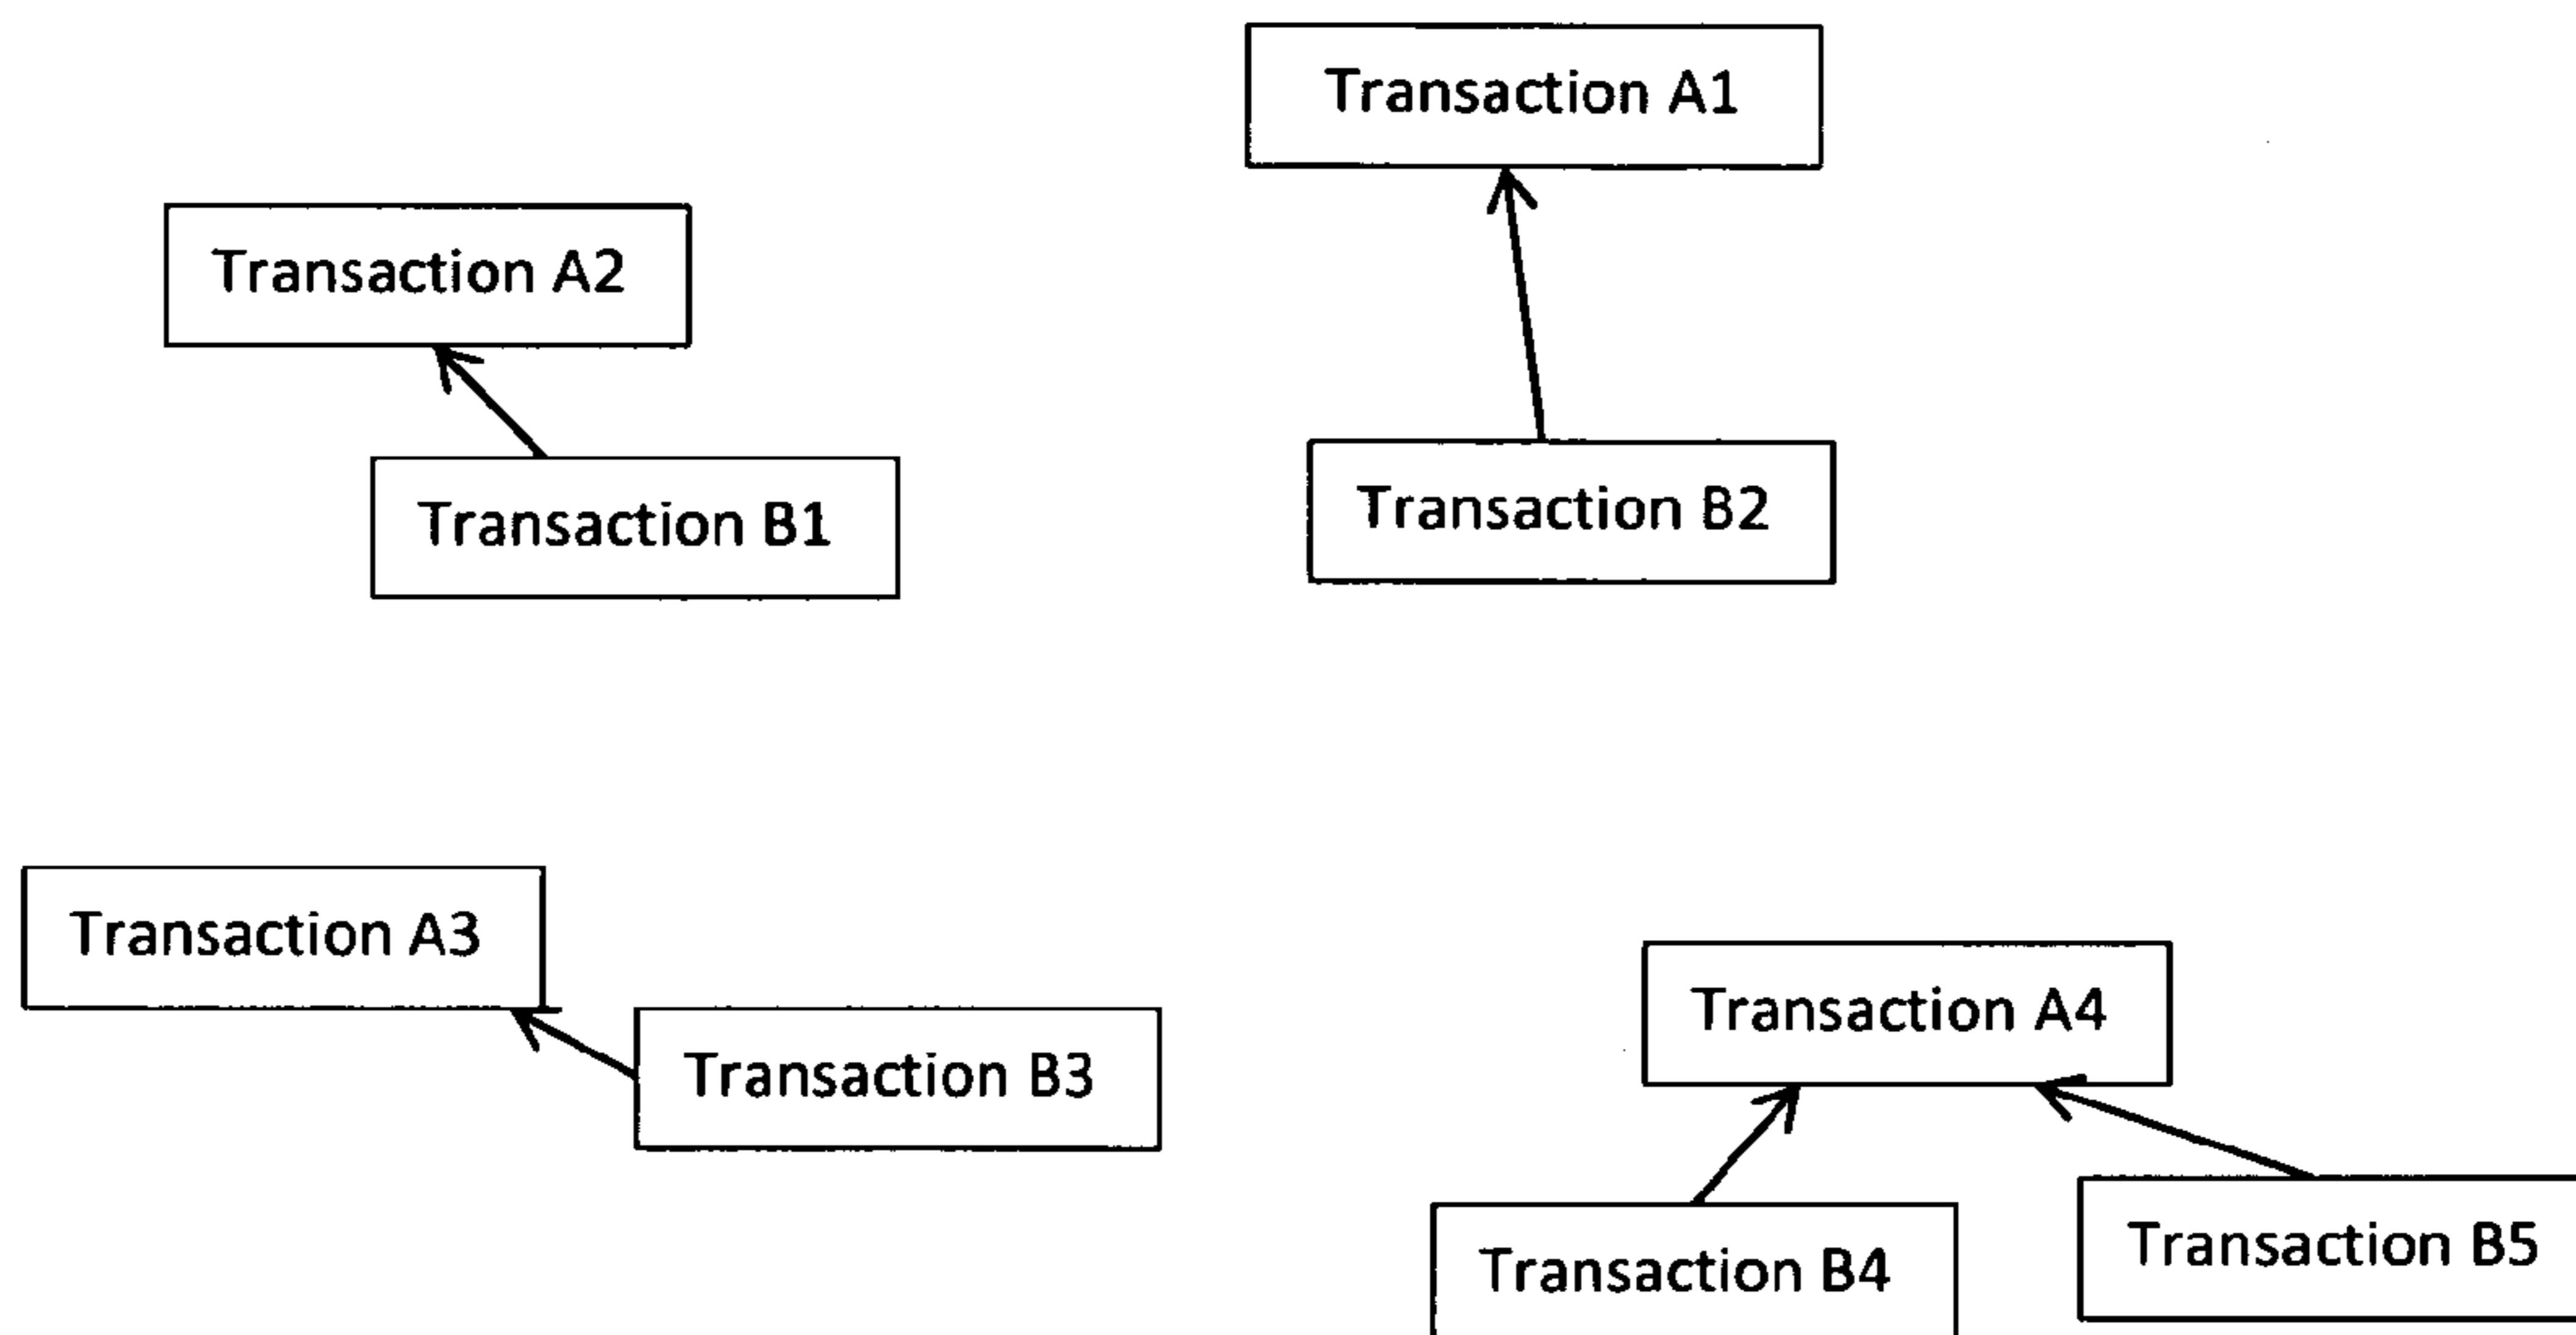 Transaction A1
Transaction A2
Transaction B2
Transaction B1
Transaction A3
Transaction A4
Transaction B3
Transaction B5
Transaction B4